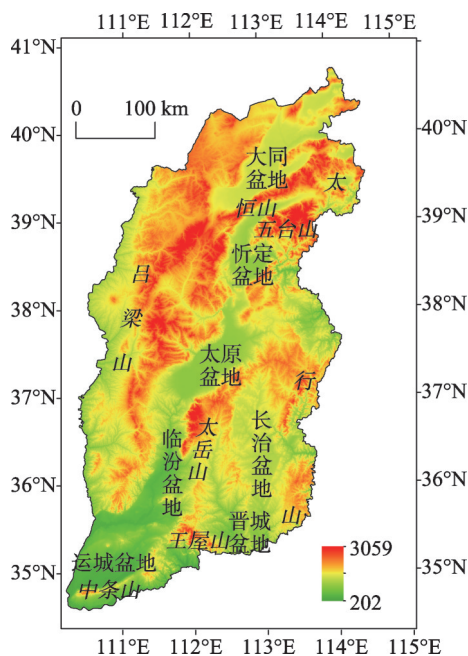 111°E 112°E 113°E 114°E 115°E
41°N
0 100 km
40°N 40°N
大同
盆地
太
恒山
39°N 39°N
五台山
忻定
盆地
吕
38°N 38°N
梁
太原
盆地
山
行
37°N 37°N
太岳山
长治盆地
临汾盆地
36°N 36°N
山
晋城
盆地
王屋山
3059
运城盆地
35°N 35°N
中条山
202
111°E 112°E 113°E 114°E 115°E